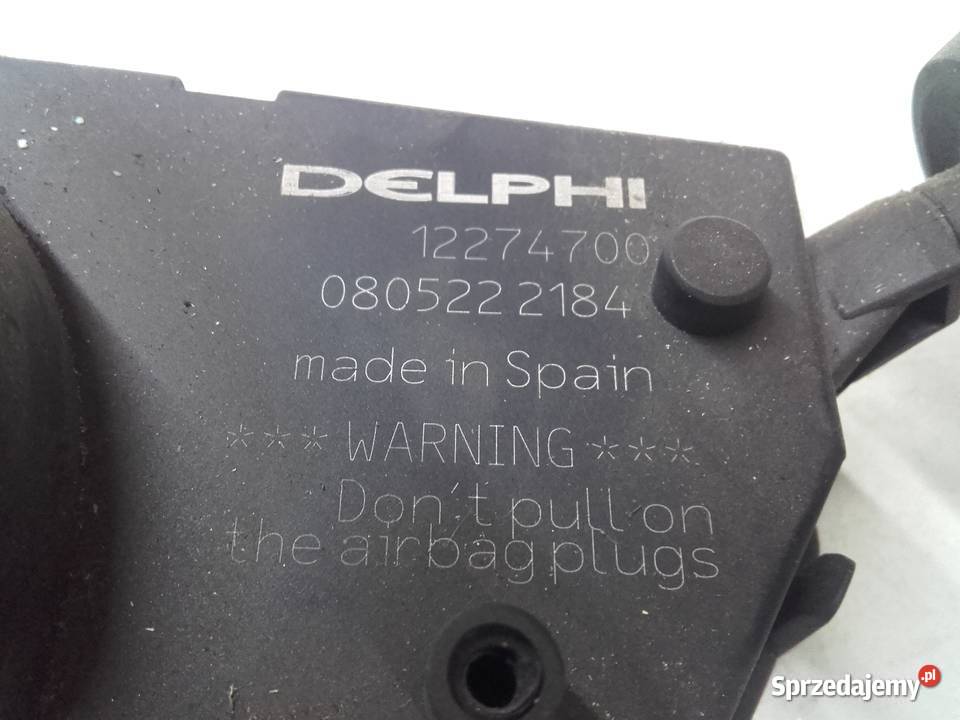 DELPHI
12274700
080522 2184
made in Spain
*** WARNING ***
Don't pull on
the airbag plugs
Sprzedajemy.pl